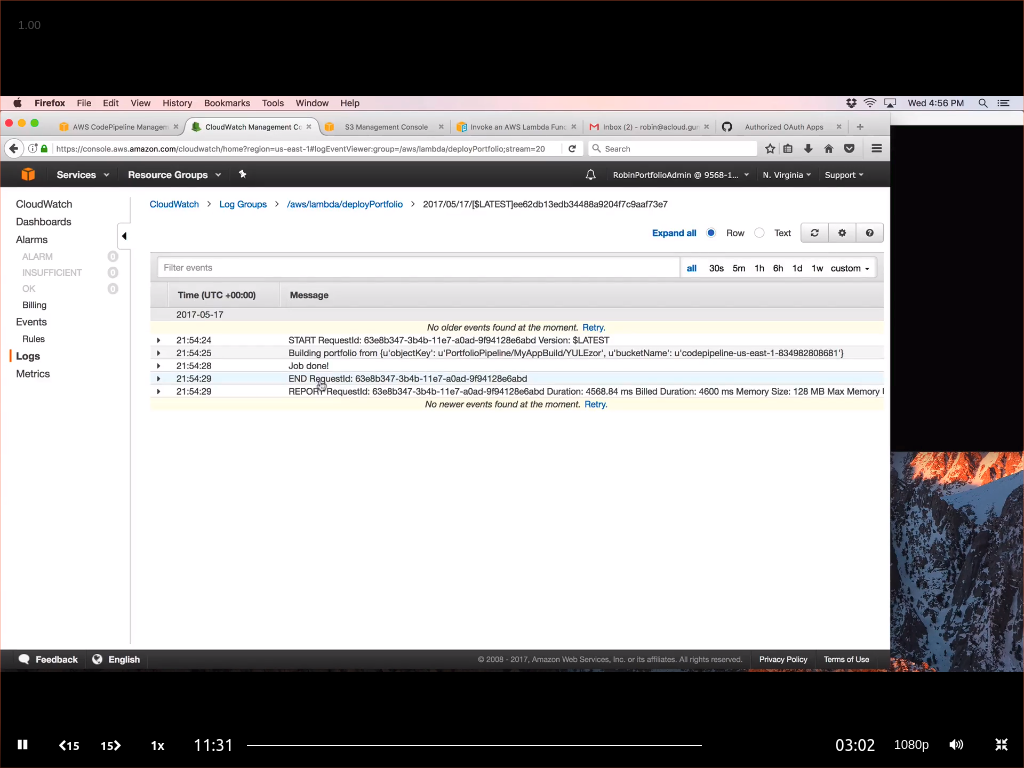 1.00
Firefox File Edit View History Bookmarks Tools Window Help Wed 4:56 PM
AWS CodePipeline Managem × CloudWatch Management Co × S3 Management Console × Invoke an AWS Lambda Func × Inbox (2) - robin@acloud.gur × Authorized OAuth Apps × +
https://console.aws.amazon.com/cloudwatch/home?region=us-east-1#logEventViewer:group=/aws/lambda/deployPortfolio;stream=20 Search
Services Resource Groups RobinPortfolioAdmin @ 9568-1... N. Virginia Support
CloudWatch
Dashboards
Alarms
ALARM 0
INSUFFICIENT 0
OK 0
Billing
Events
Rules
Logs
Metrics
CloudWatch > Log Groups > /aws/lambda/deployPortfolio > 2017/05/17/[$LATEST]ee62db13edb34488a9204f7c9aaf73e7
Expand all Row Text
Filter events all 30s 5m 1h 6h 1d 1w custom
Time (UTC +00:00) Message
2017-05-17
No older events found at the moment. Retry.
21:54:24 START RequestId: 63e8b347-3b4b-11e7-a0ad-9f94128e6abd Version: $LATEST
21:54:25 Building portfolio from {u'objectKey': u'PortfolioPipeline/MyAppBuild/YULEzor', u'bucketName': u'codepipeline-us-east-1-834982808681'}
21:54:28 Job done!
21:54:29 END RequestId: 63e8b347-3b4b-11e7-a0ad-9f94128e6abd
21:54:29 REPORT RequestId: 63e8b347-3b4b-11e7-a0ad-9f94128e6abd Duration: 4568.84 ms Billed Duration: 4600 ms Memory Size: 128 MB Max Memory
No newer events found at the moment. Retry.
Feedback English © 2008 - 2017, Amazon Web Services, Inc. or its affiliates. All rights reserved. Privacy Policy Terms of Use
15 15 1x 11:31 03:02 1080p